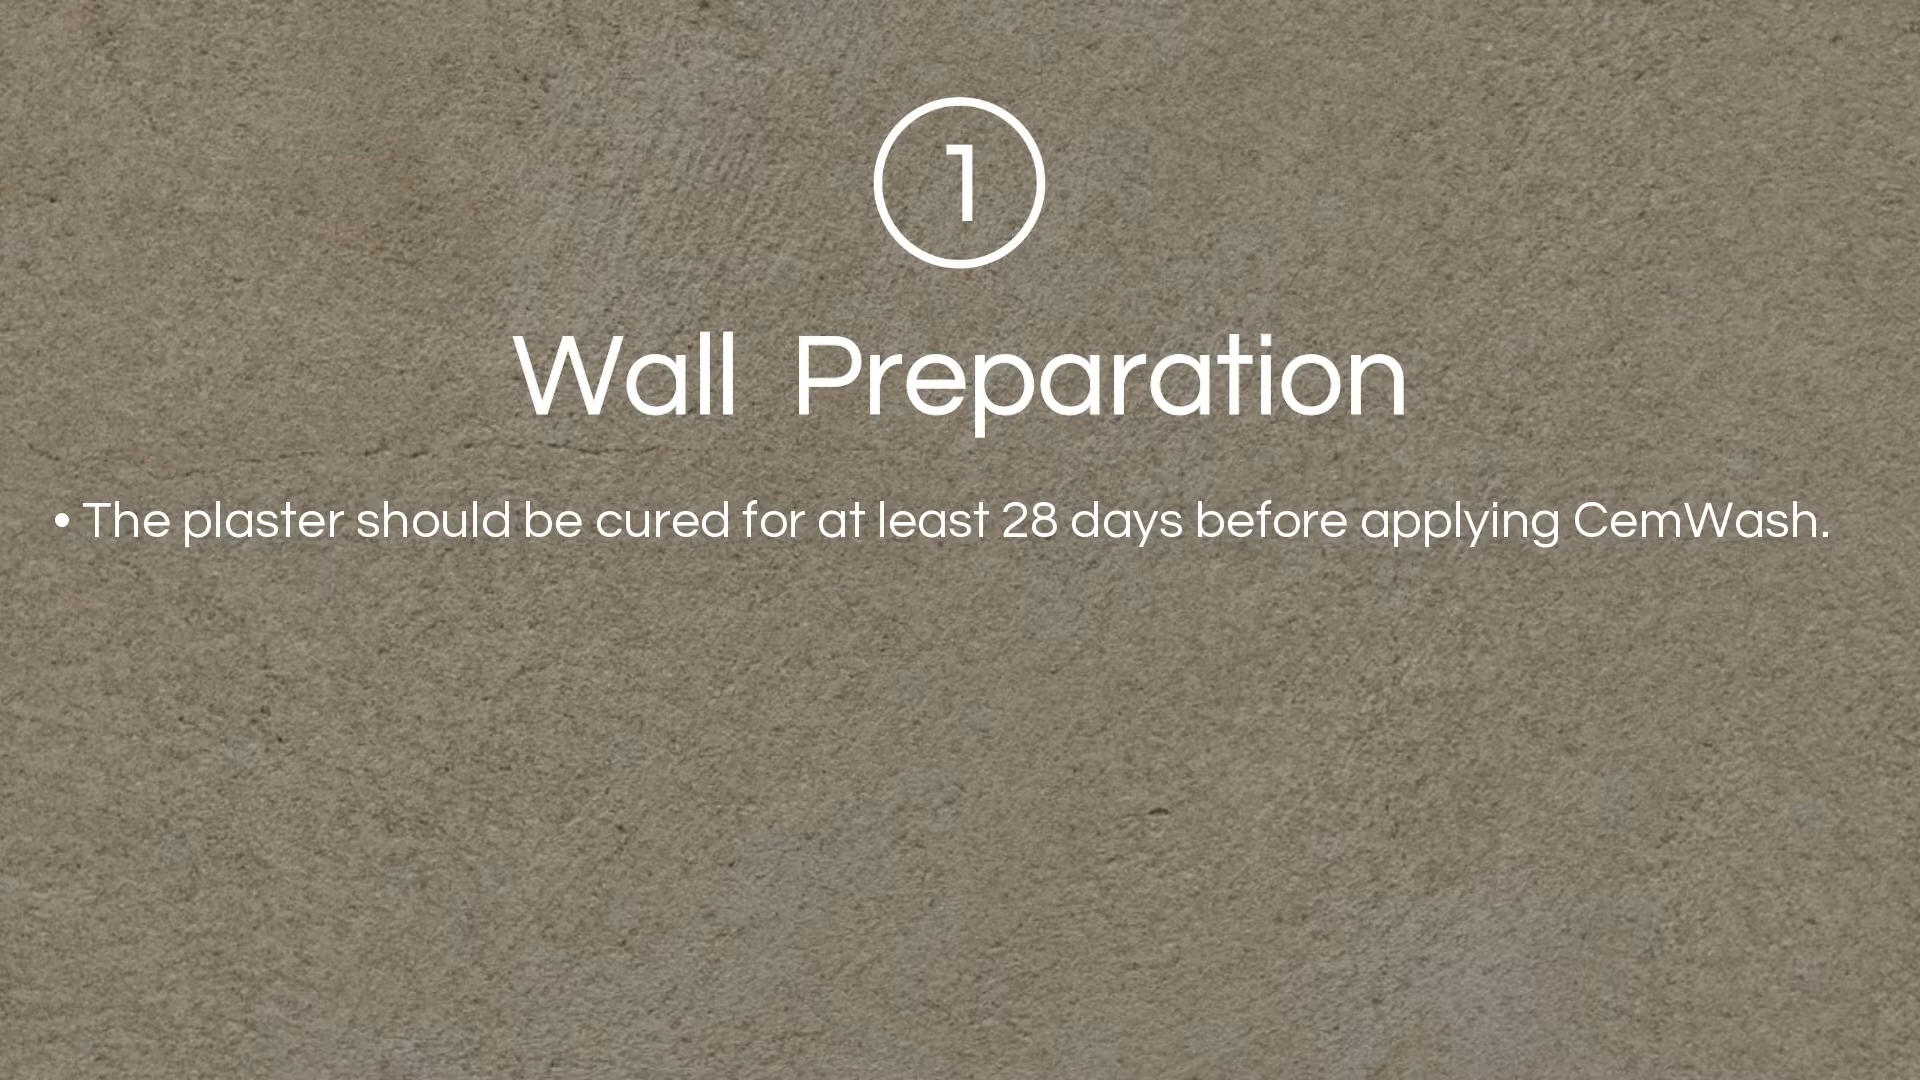 1
Wall Preparation
• The plaster should be cured for at least 28 days before applying CemWash.